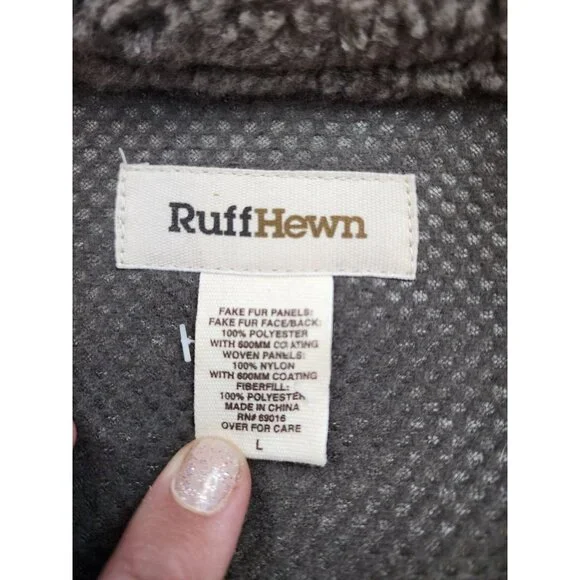 RuffHewn
FAKE FUR PANELS:
FAKE FUR FACE/BACK:
100% POLYESTER
WITH 600MM COATING
WOVEN PANELS:
100% NYLON
WITH 600MM COATING
FIBERFILL:
100% POLYESTER
MADE IN CHINA
RN# 69016
OVER FOR CARE
L